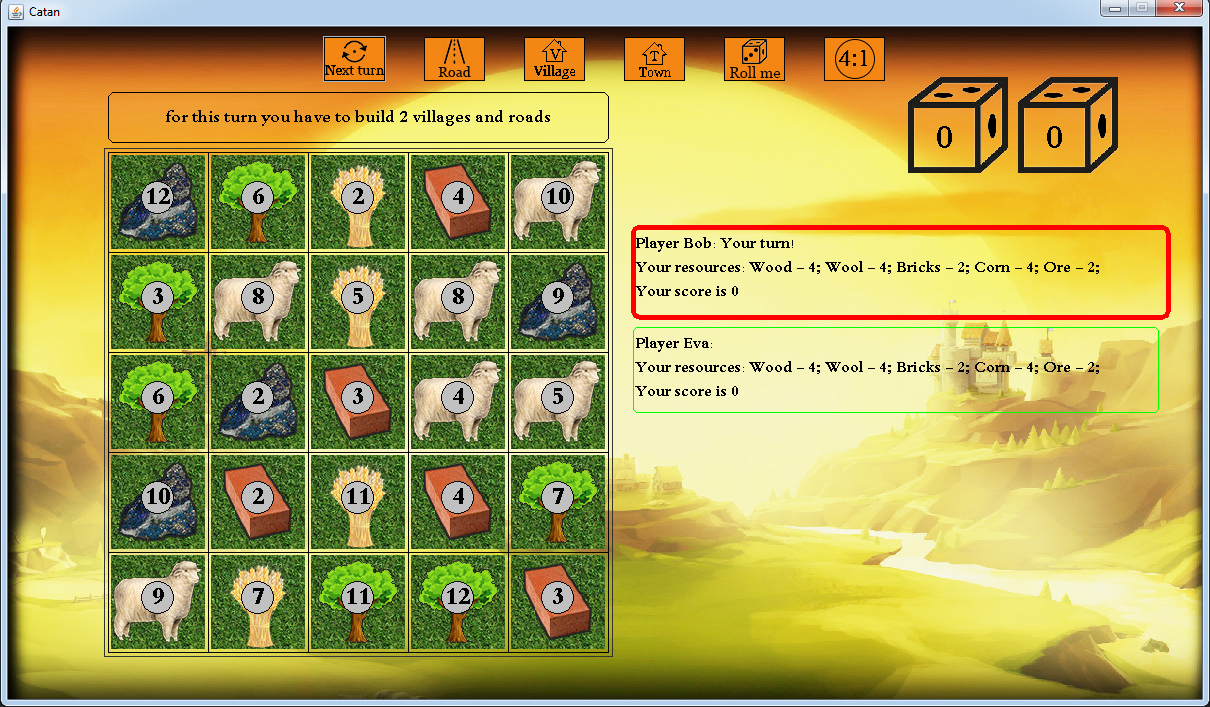 Catan
Next turn
Road
V
Village
T
Town
Roll me
4:1
for this turn you have to build 2 villages and roads
0
0
12 6 2 4 10
3 8 5 8 9
6 2 3 4 5
10 2 11 4 7
9 7 11 12 3
Player Bob: Your turn!
Your resources: Wood - 4; Wool - 4; Bricks - 2; Corn - 4; Ore - 2;
Your score is 0
Player Eva:
Your resources: Wood - 4; Wool - 4; Bricks - 2; Corn - 4; Ore - 2;
Your score is 0